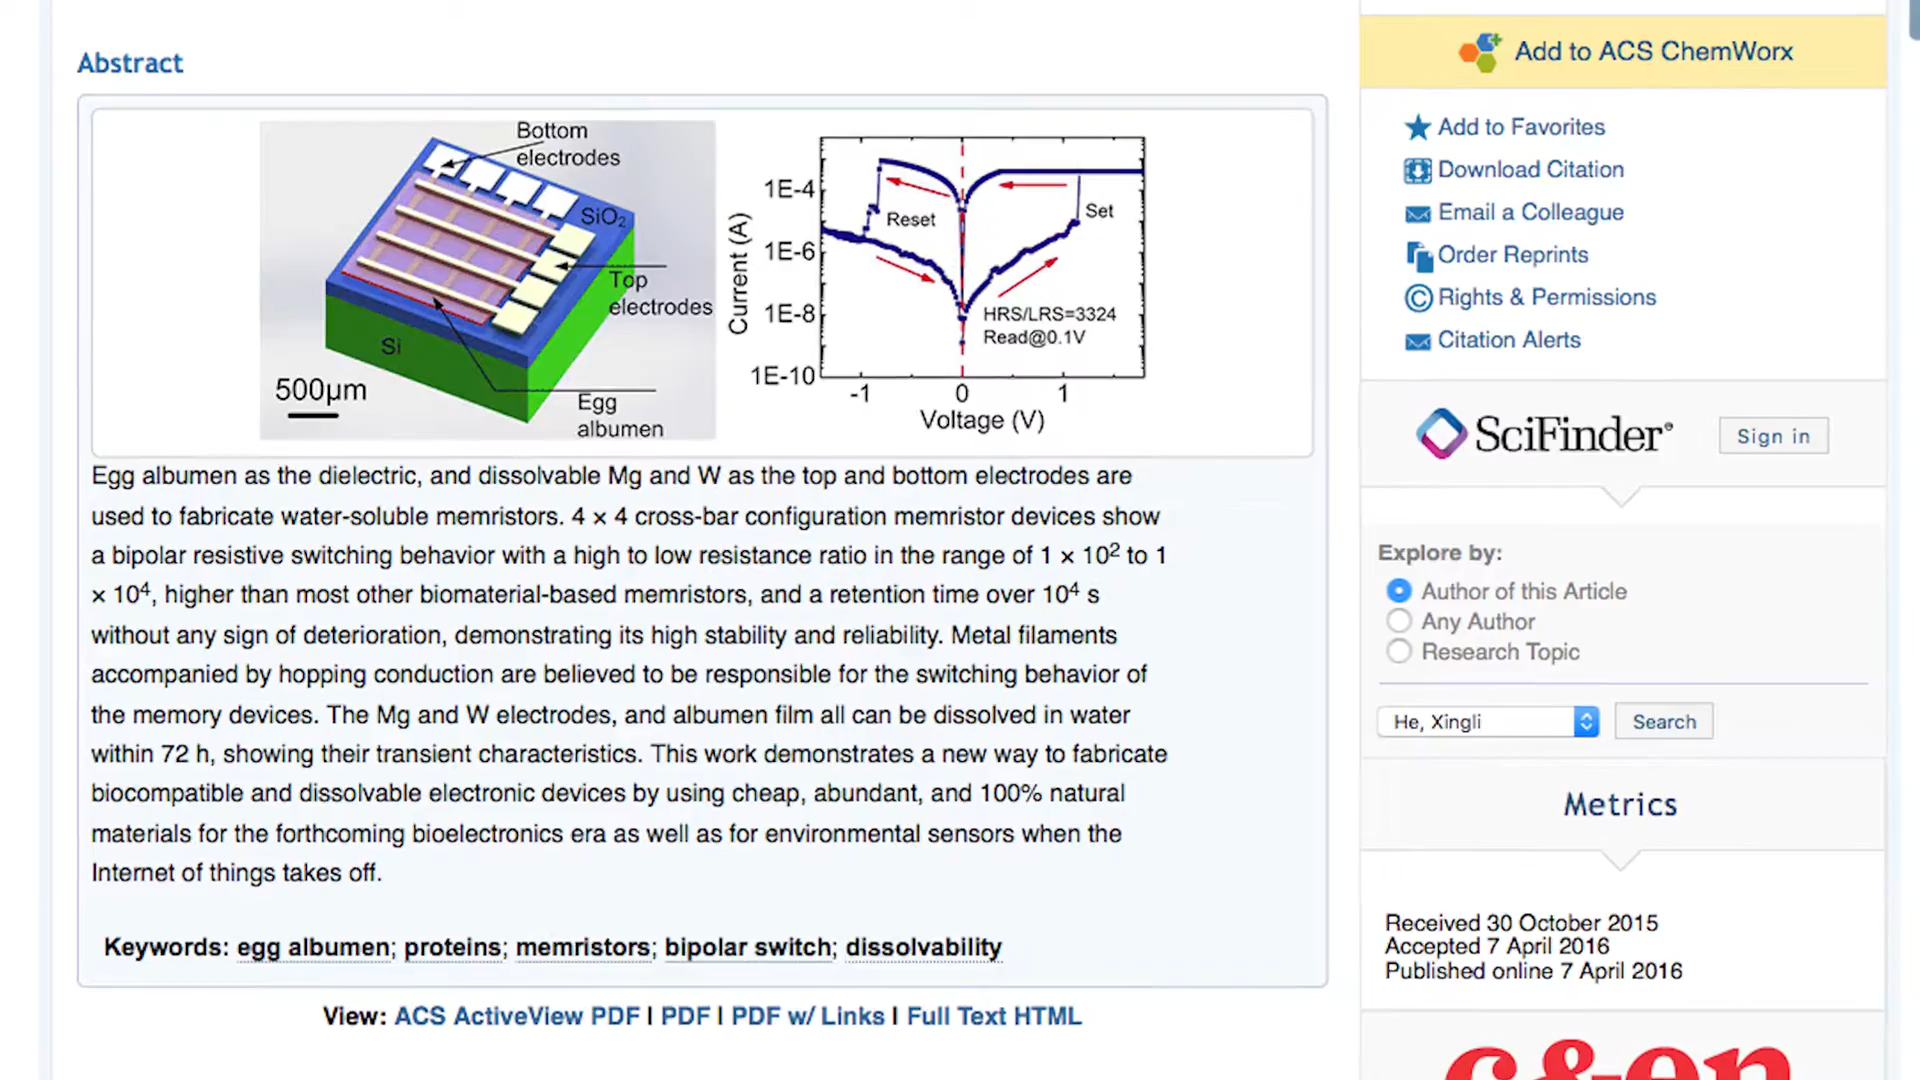 Abstract
Bottom
electrodes
SiO2
Top
electrodes
Si
500μm
Egg
albumen
Current (A)
1E-4
1E-6
1E-8
1E-10
Reset
Set
HRS/LRS=3324
Read@0.1V
-1 0 1
Voltage (V)
Egg albumen as the dielectric, and dissolvable Mg and W as the top and bottom electrodes are
used to fabricate water-soluble memristors. 4 × 4 cross-bar configuration memristor devices show
a bipolar resistive switching behavior with a high to low resistance ratio in the range of 1 × 10² to 1
× 10⁴, higher than most other biomaterial-based memristors, and a retention time over 10⁴ s
without any sign of deterioration, demonstrating its high stability and reliability. Metal filaments
accompanied by hopping conduction are believed to be responsible for the switching behavior of
the memory devices. The Mg and W electrodes, and albumen film all can be dissolved in water
within 72 h, showing their transient characteristics. This work demonstrates a new way to fabricate
biocompatible and dissolvable electronic devices by using cheap, abundant, and 100% natural
materials for the forthcoming bioelectronics era as well as for environmental sensors when the
Internet of things takes off.
Keywords: egg albumen; proteins; memristors; bipolar switch; dissolvability
View: ACS ActiveView PDF | PDF | PDF w/ Links | Full Text HTML
Add to ACS ChemWorx
Add to Favorites
Download Citation
Email a Colleague
Order Reprints
© Rights & Permissions
Citation Alerts
SciFinder®
Sign in
Explore by:
Author of this Article
Any Author
Research Topic
He, Xingli
Search
Metrics
Received 30 October 2015
Accepted 7 April 2016
Published online 7 April 2016
c&en